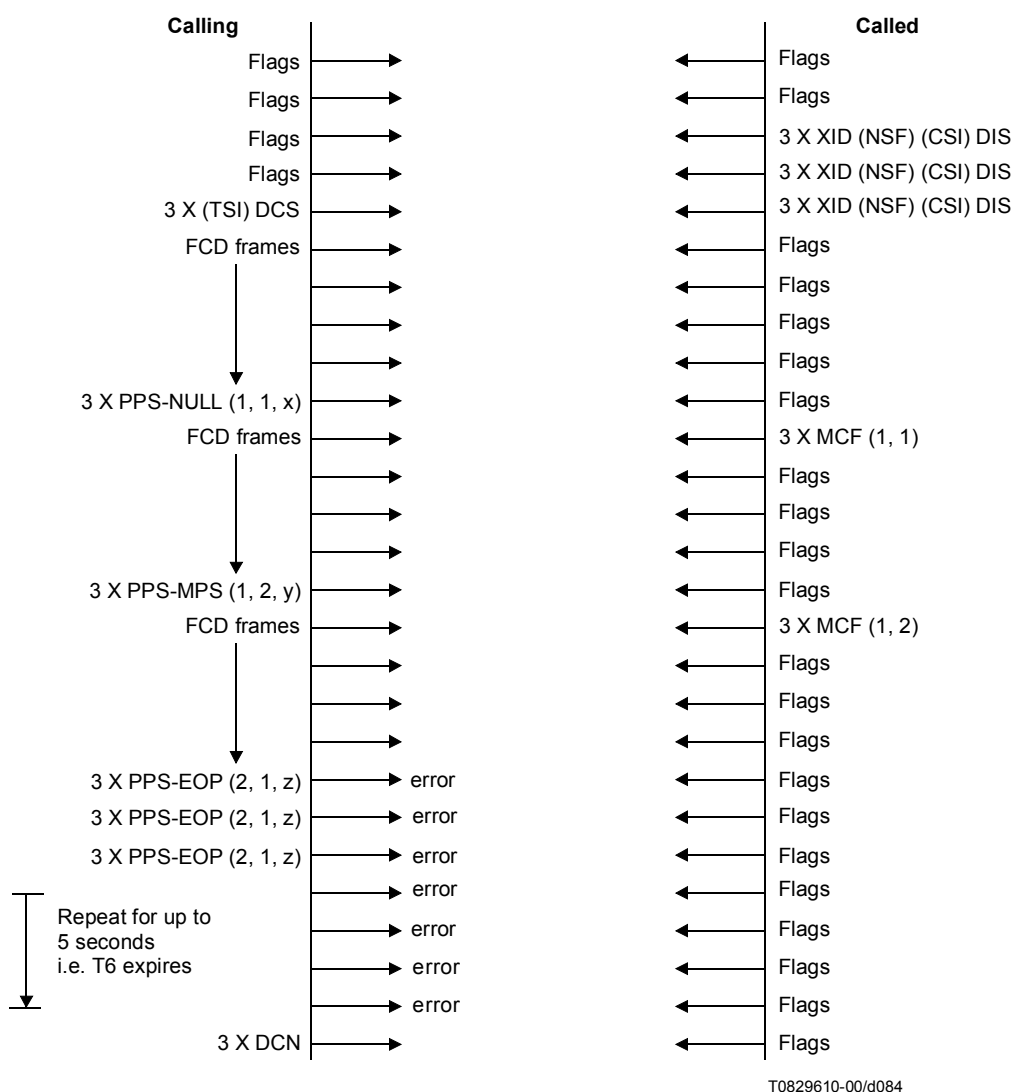 Calling Called
Flags Flags
Flags Flags
Flags 3 X XID (NSF) (CSI) DIS
Flags 3 X XID (NSF) (CSI) DIS
3 X (TSI) DCS 3 X XID (NSF) (CSI) DIS
FCD frames Flags
Flags
Flags
Flags
3 X PPS-NULL (1, 1, x) Flags
FCD frames 3 X MCF (1, 1)
Flags
Flags
Flags
3 X PPS-MPS (1, 2, y) Flags
FCD frames 3 X MCF (1, 2)
Flags
Flags
Flags
3 X PPS-EOP (2, 1, z) error Flags
3 X PPS-EOP (2, 1, z) error Flags
3 X PPS-EOP (2, 1, z) error Flags
error Flags
Repeat for up to
5 seconds error Flags
i.e. T6 expires error Flags
error Flags
3 X DCN Flags
T0829610-00/d084